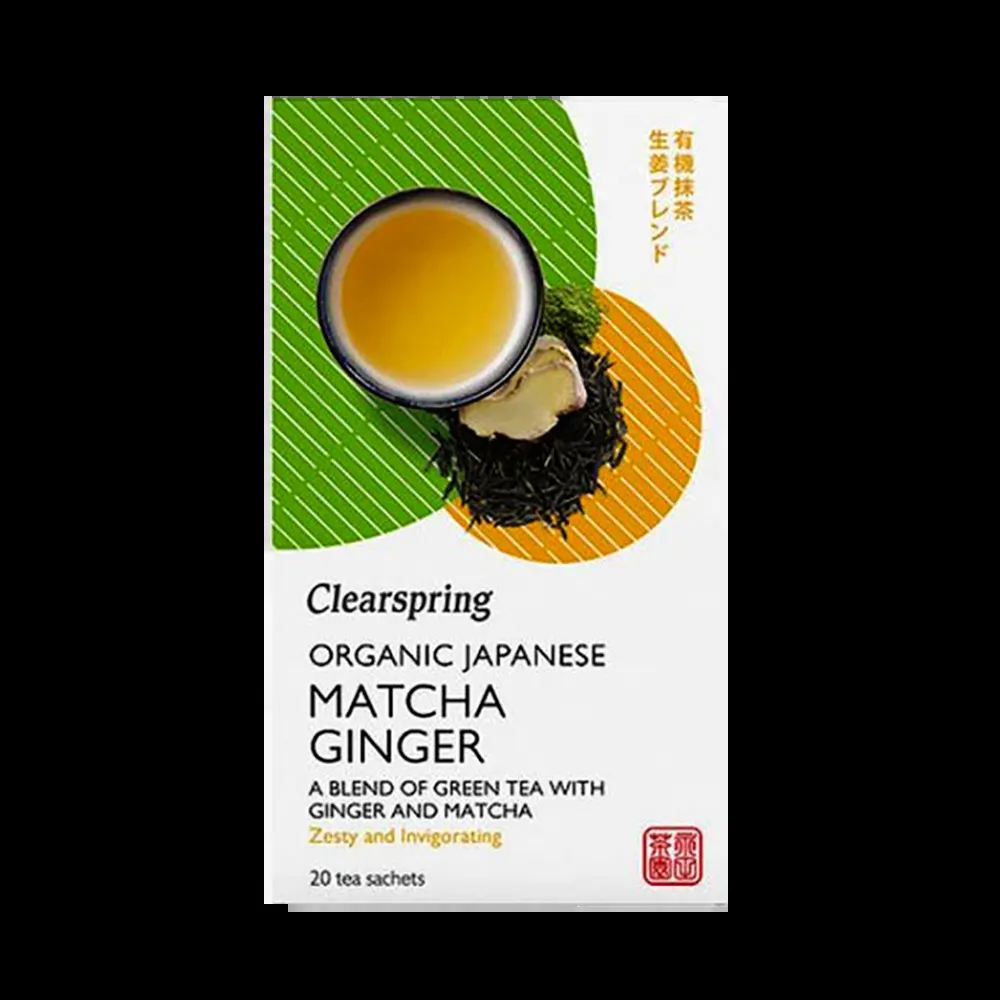 有機抹茶
生姜ブレンド
Clearspring
ORGANIC JAPANESE
MATCHA
GINGER
A BLEND OF GREEN TEA WITH
GINGER AND MATCHA
Zesty and Invigorating
20 tea sachets